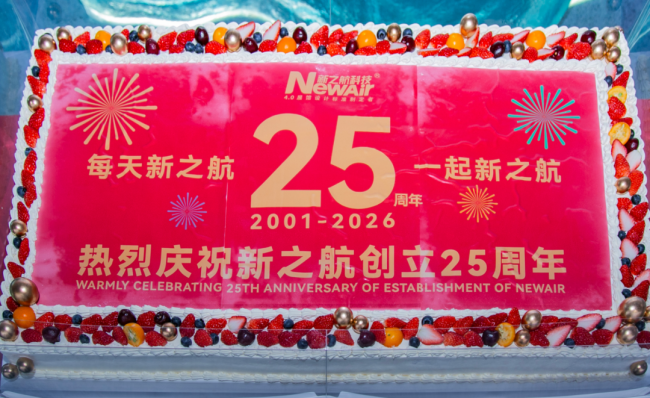 新之航科技
NewAir®
每天新之航
25
周年
一起新之航
2001-2026
热烈庆祝新之航创立25周年
WARMLY CELEBRATING 25TH ANNIVERSARY OF ESTABLISHMENT OF NEWAIR